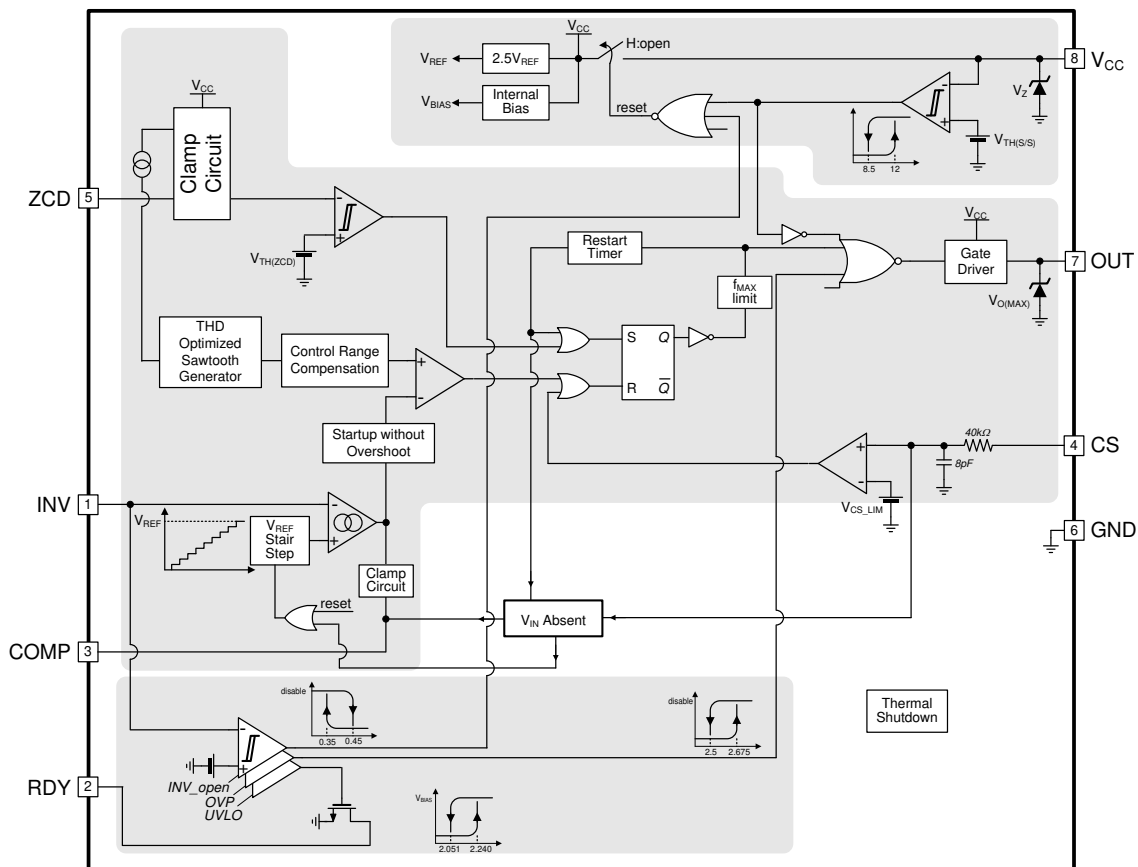 VCC
H:open
VREF
2.5VREF
8
VCC
VCC
VZ
VBIAS
Internal
Bias
reset
-
+
VTH(S/S)
8.5
12
Clamp
Circuit
ZCD
5
-
+
VTH(ZCD)
VCC
Restart
Timer
Gate
Driver
7
OUT
fMAX
limit
VO(MAX)
THD
Optimized
Sawtooth
Generator
Control Range
Compensation
+
-
S
Q
R
Q
Startup without
Overshoot
40kΩ
4
CS
+
8pF
-
INV
1
-
VREF
VREF
Stair
Step
+
VCS_LIM
6
GND
Clamp
Circuit
reset
VIN Absent
COMP
3
disable
disable
Thermal
Shutdown
-
0.35
0.45
2.5
2.675
+
INV_open
OVP
UVLO
RDY
2
VBIAS
2.051
2.240